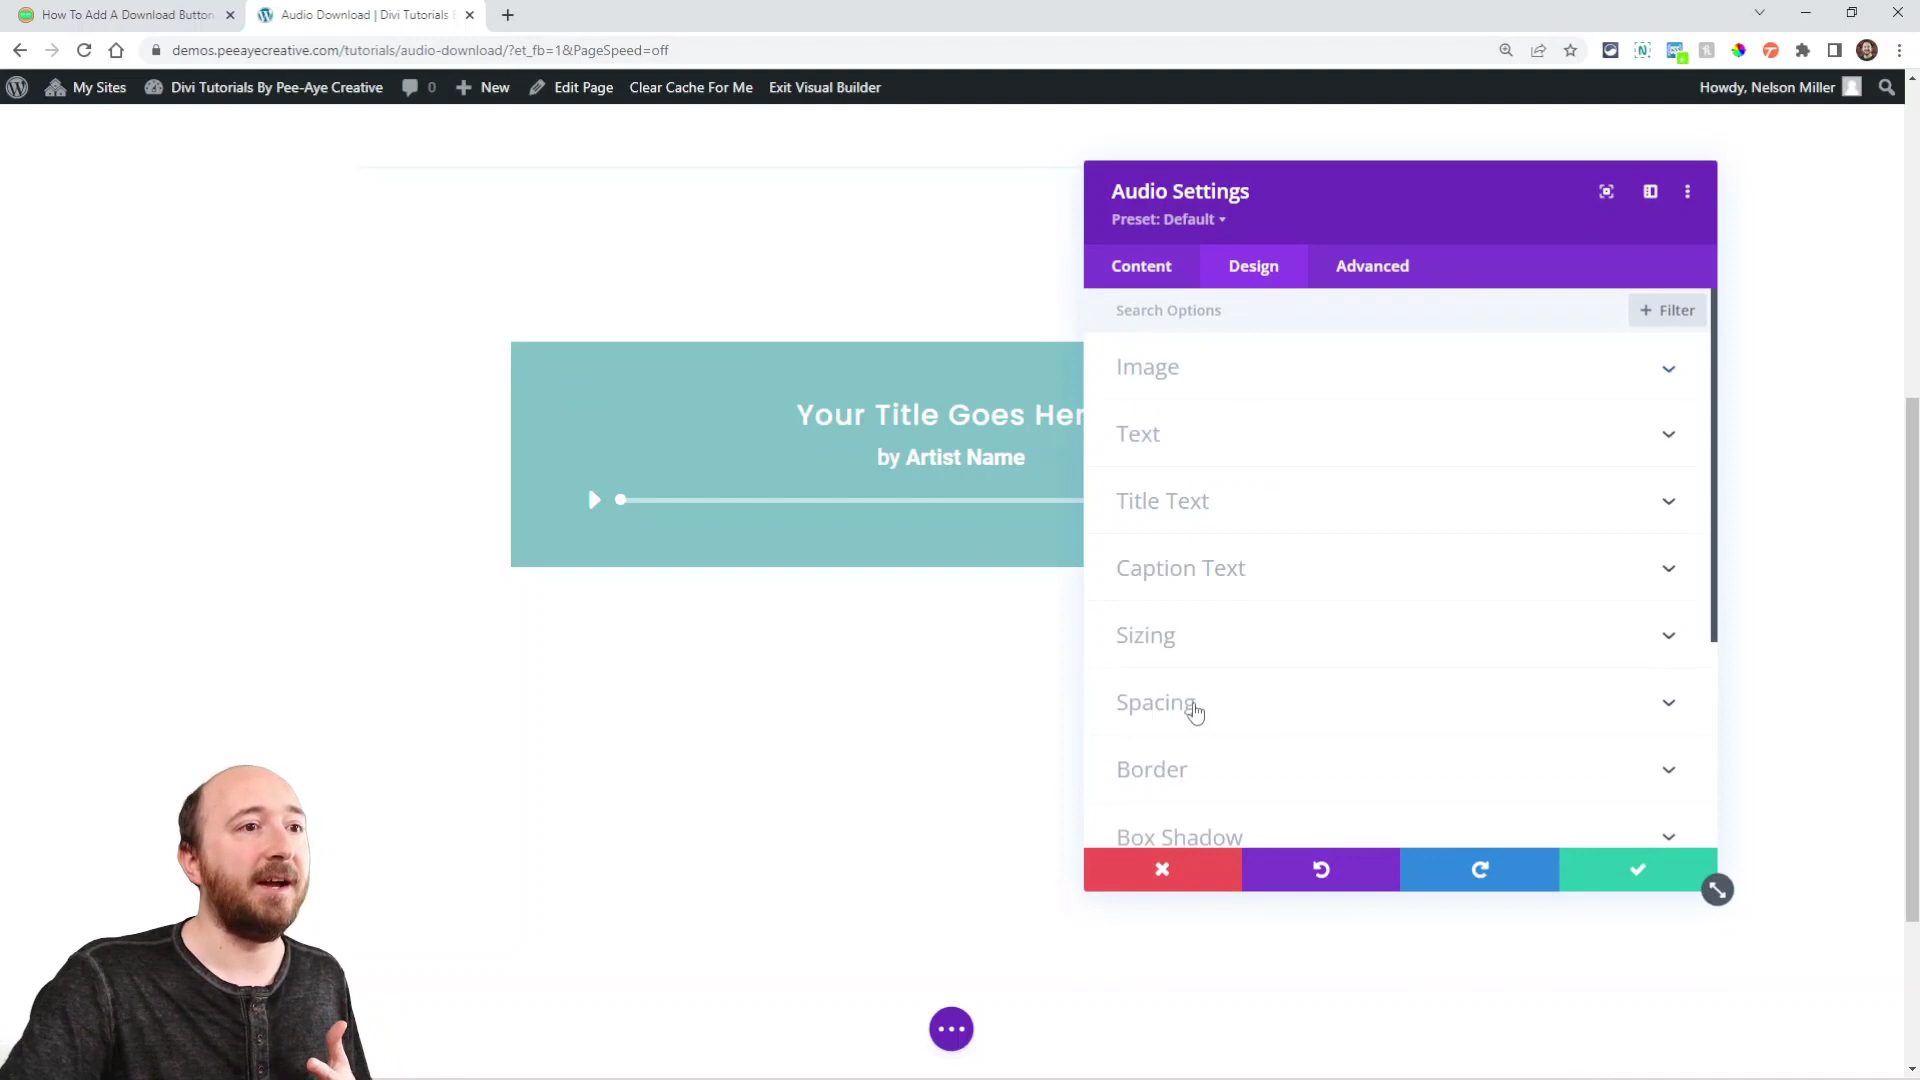 How To Add A Download Button
Audio Download | Divi Tutorials
demos.peeayecreative.com/tutorials/audio-download/?et_fb=1&PageSpeed=off
My Sites
Divi Tutorials By Pee-Aye Creative
0
New
Edit Page
Clear Cache For Me
Exit Visual Builder
Howdy, Nelson Miller
Audio Settings
Preset: Default
Content
Design
Advanced
Search Options
+ Filter
Image
Your Title Goes Her
Text
by Artist Name
Title Text
Caption Text
Sizing
Spacing
Border
Box Shadow